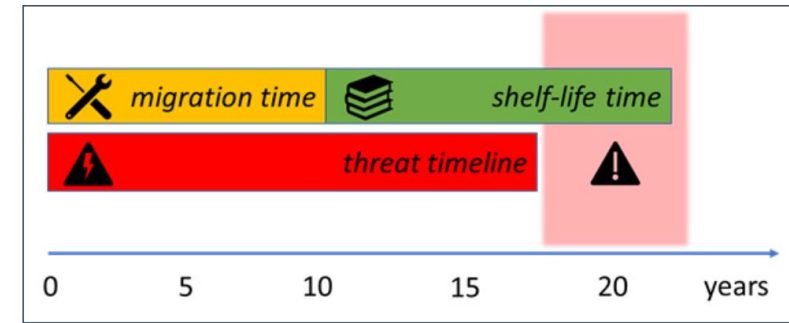 migration time shelf-life time
threat timeline
0 5 10 15 20 years